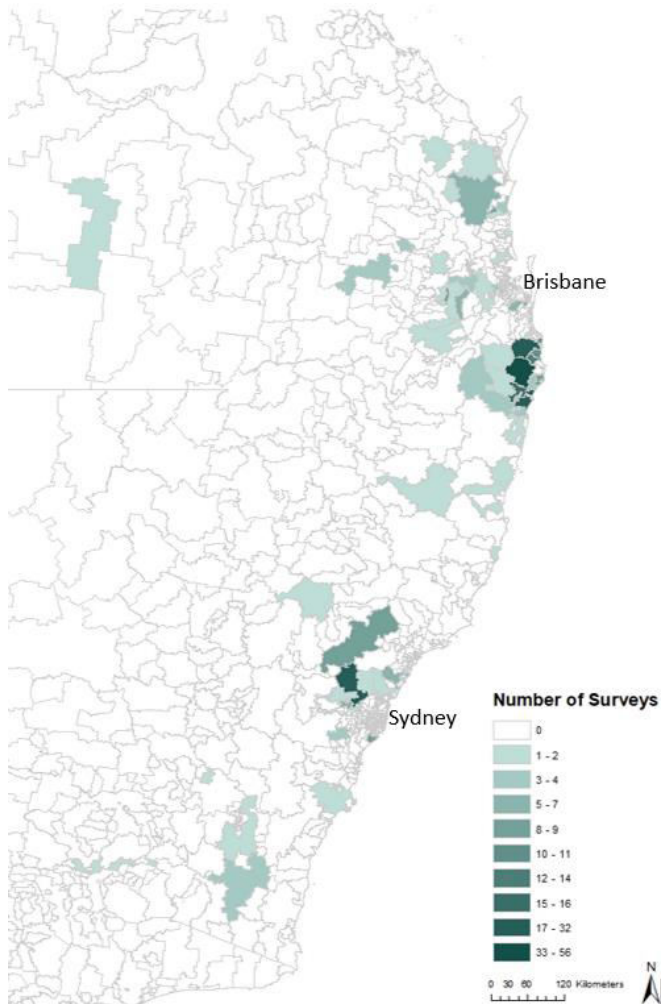 Brisbane
Sydney
Number of Surveys
0
1 - 2
3 - 4
5 - 7
8 - 9
10 - 11
12 - 14
15 - 16
17 - 32
33 - 56
N
0 30 60 120 Kilometers